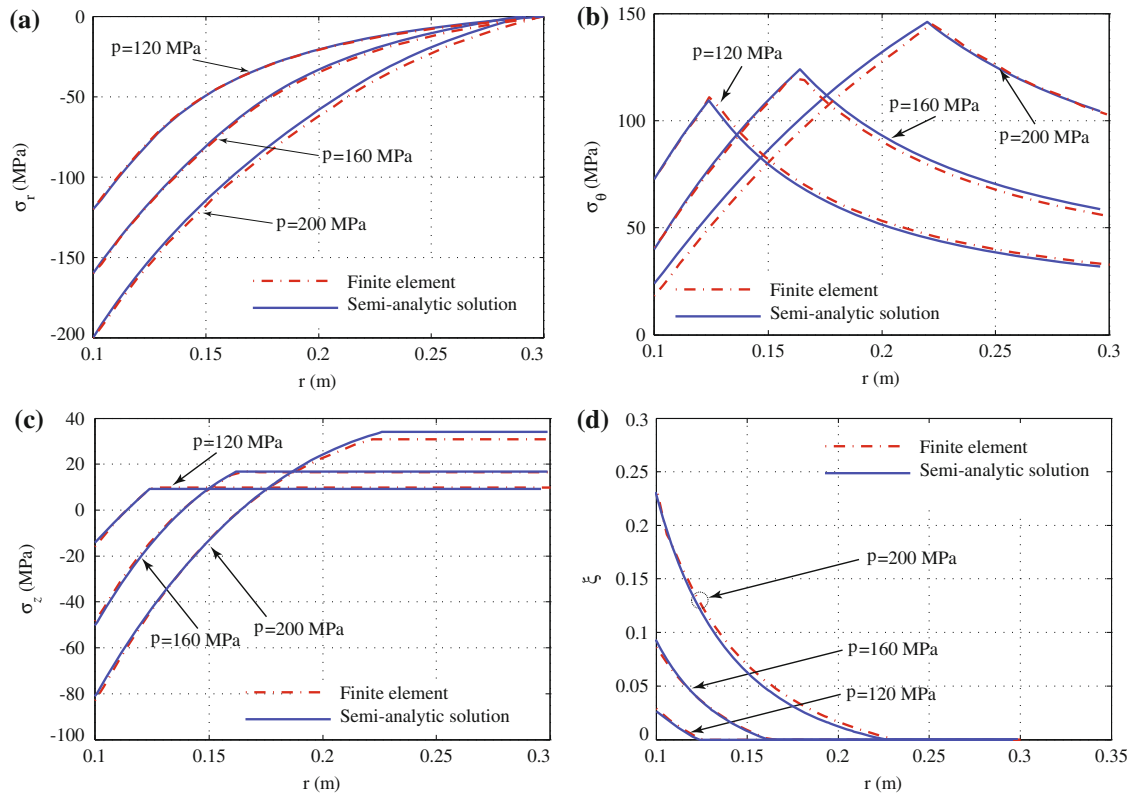 (a)
0
-50
-100
-150
-200
σr (MPa)
p=120 MPa
p=160 MPa
p=200 MPa
Finite element
Semi-analytic solution
0.1
0.15
0.2
0.25
0.3
r (m)
(b)
150
100
50
0
σθ (MPa)
p=120 MPa
p=160 MPa
p=200 MPa
Finite element
Semi-analytic solution
0.1
0.15
0.2
0.25
0.3
r (m)
(c)
40
20
0
-20
-40
-60
-80
-100
σz (MPa)
p=120 MPa
p=160 MPa
p=200 MPa
Finite element
Semi-analytic solution
0.1
0.15
0.2
0.25
0.3
r (m)
(d)
0.3
0.25
0.2
0.15
0.1
0.05
0
ξ
Finite element
Semi-analytic solution
p=200 MPa
p=160 MPa
p=120 MPa
0.1
0.15
0.2
0.25
0.3
0.35
r (m)